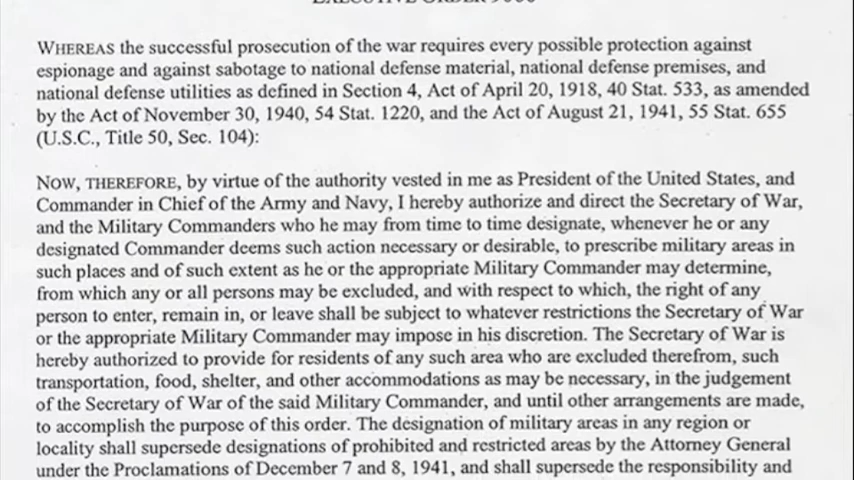 EXECUTIVE ORDER 9066
WHEREAS the successful prosecution of the war requires every possible protection against
espionage and against sabotage to national defense material, national defense premises, and
national defense utilities as defined in Section 4, Act of April 20, 1918, 40 Stat. 533, as amended
by the Act of November 30, 1940, 54 Stat. 1220, and the Act of August 21, 1941, 55 Stat. 655
(U.S.C., Title 50, Sec. 104):
NOW, THEREFORE, by virtue of the authority vested in me as President of the United States, and
Commander in Chief of the Army and Navy, I hereby authorize and direct the Secretary of War,
and the Military Commanders who he may from time to time designate, whenever he or any
designated Commander deems such action necessary or desirable, to prescribe military areas in
such places and of such extent as he or the appropriate Military Commander may determine,
from which any or all persons may be excluded, and with respect to which, the right of any
person to enter, remain in, or leave shall be subject to whatever restrictions the Secretary of War
or the appropriate Military Commander may impose in his discretion. The Secretary of War is
hereby authorized to provide for residents of any such area who are excluded therefrom, such
transportation, food, shelter, and other accommodations as may be necessary, in the judgement
of the Secretary of War of the said Military Commander, and until other arrangements are made,
to accomplish the purpose of this order. The designation of military areas in any region or
locality shall supersede designations of prohibited and restricted areas by the Attorney General
under the Proclamations of December 7 and 8, 1941, and shall supersede the responsibility and